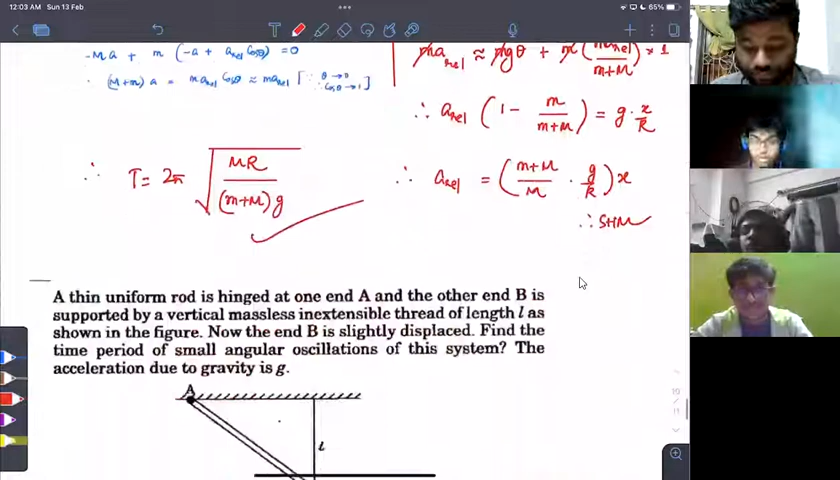 12:03 AM Sun 13 Feb
65%
-Ma + m (-a + a_rel cosθ) = 0
∴ (M+m) a = m a_rel cosθ ≈ m a_rel [∵ θ→0 ∴ cosθ→1]
∴ T = 2π √(MR/(m+M)g)
m a_rel ≈ mgθ + m (m a_rel/m+M) × 1
∴ a_rel (1 - m/m+M) = g · x/R
∴ a_rel = (m+M/M · g/R) x
∴ SHM
A thin uniform rod is hinged at one end A and the other end B is
supported by a vertical massless inextensible thread of length l as
shown in the figure. Now the end B is slightly displaced. Find the
time period of small angular oscillations of this system? The
acceleration due to gravity is g.
A
l